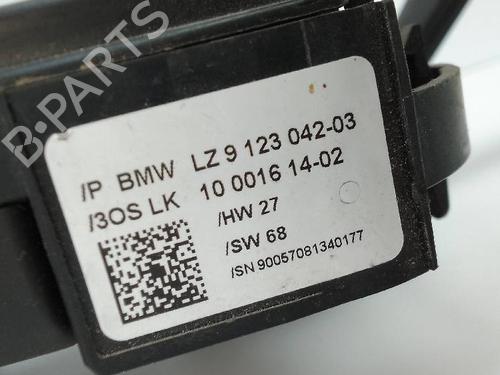 B-PARTS
/P BMW LZ 9 123 042-03
/3OS LK 10 0016 14-02
/HW 27
/SW 68
/SN 90057081340177